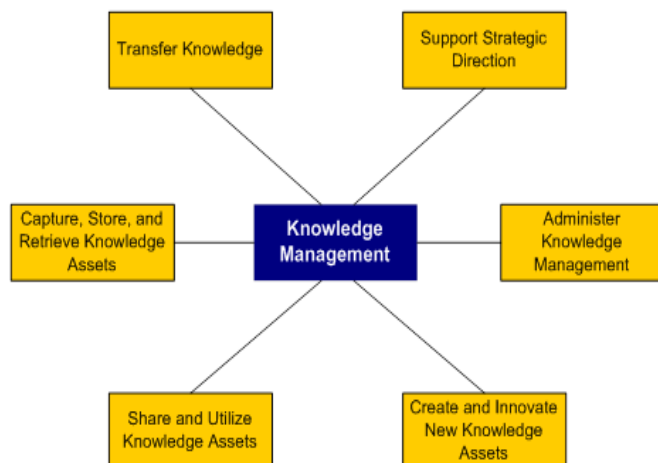 Transfer Knowledge
Support Strategic
Direction
Capture, Store, and
Retrieve Knowledge
Assets
Knowledge
Management
Administer
Knowledge
Management
Share and Utilize
Knowledge Assets
Create and Innovate
New Knowledge
Assets